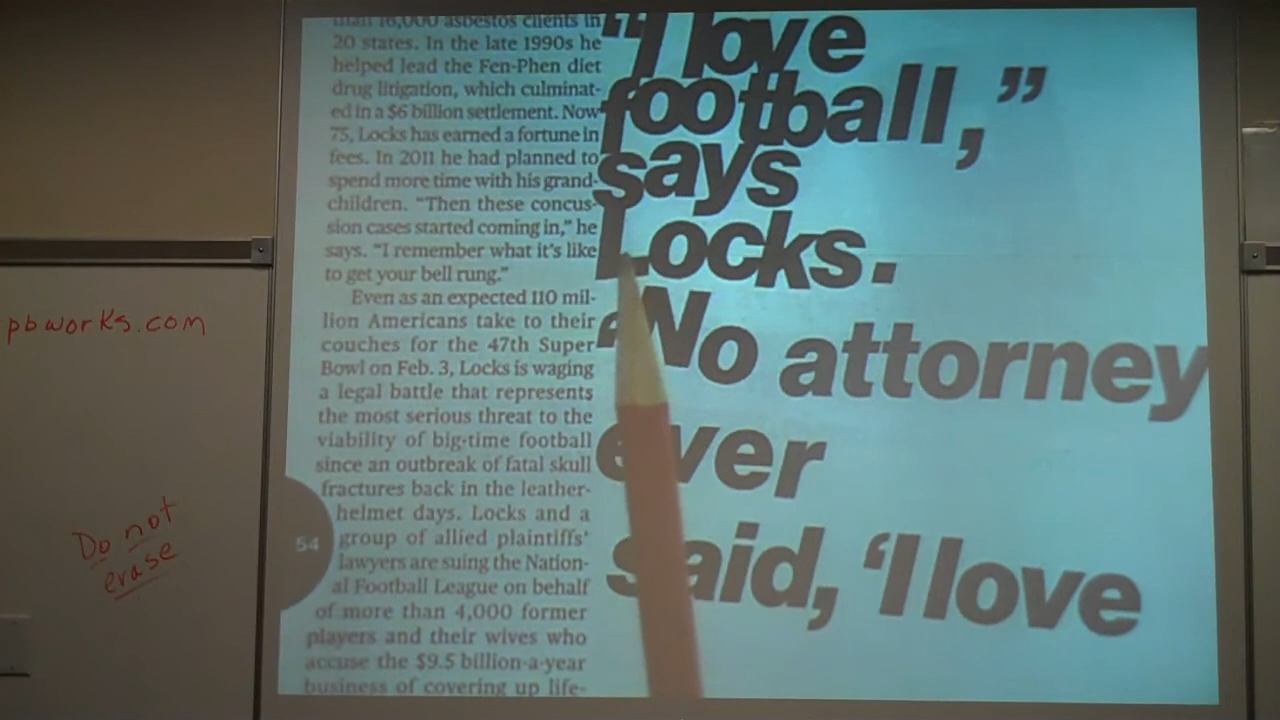 pbworks.com
Do not
erase
than 16,000 asbestos clients in
20 states. In the late 1990s he
helped lead the Fen-Phen diet
drug litigation, which culminat-
ed in a $6 billion settlement. Now
75, Locks has earned a fortune in
fees. In 2011 he had planned to
spend more time with his grand-
children. “Then these concus-
sion cases started coming in,” he
says. “I remember what it’s like
to get your bell rung.”
Even as an expected 110 mil-
lion Americans take to their
couches for the 47th Super
Bowl on Feb. 3, Locks is waging
a legal battle that represents
the most serious threat to the
viability of big-time football
since an outbreak of fatal skull
fractures back in the leather-
helmet days. Locks and a
group of allied plaintiffs’
lawyers are suing the Nation-
al Football League on behalf
of more than 4,000 former
players and their wives who
accuse the $9.5 billion-a-year
business of covering up life-
54
“I love
football,”
says
Locks.
“No attorney
ever
said, ‘I love